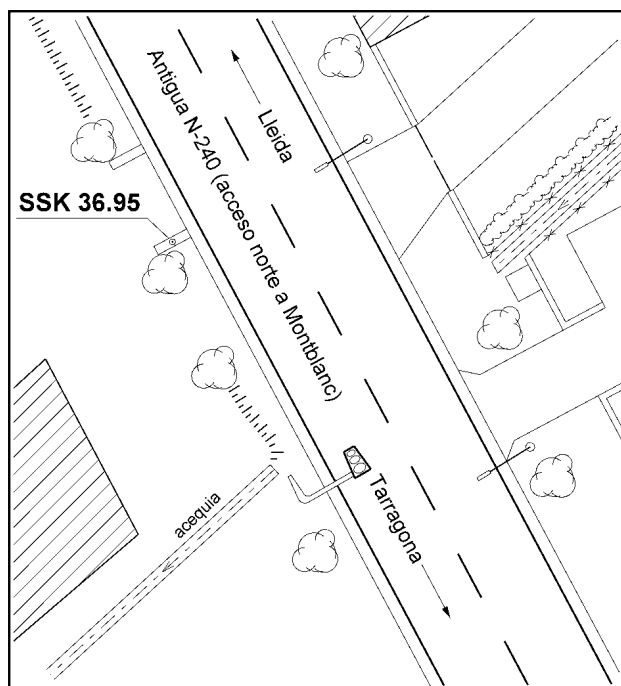 Antigua N-240 (acceso norte a Montblanc)
Lleida
SSK 36.95
Tarragona
acequia